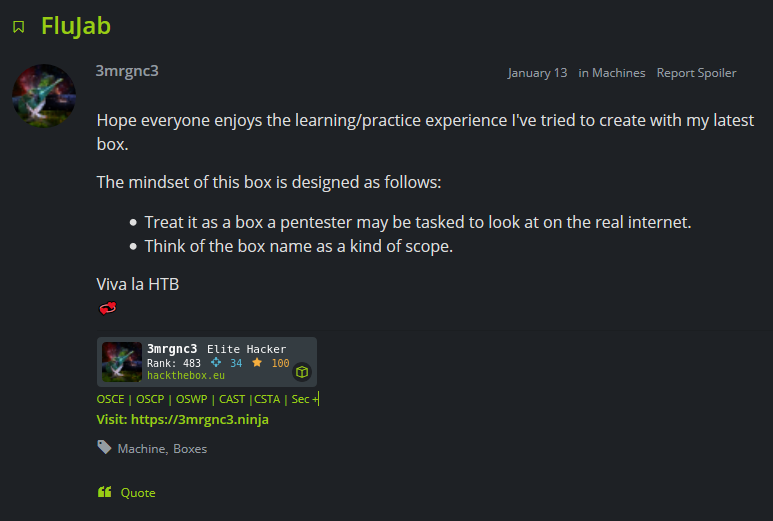 FluJab
3mrgnc3
January 13 in Machines Report Spoiler
Hope everyone enjoys the learning/practice experience I've tried to create with my latest
box.
The mindset of this box is designed as follows:
• Treat it as a box a pentester may be tasked to look at on the real internet.
• Think of the box name as a kind of scope.
Viva la HTB
3mrgnc3 Elite Hacker
Rank: 483 34 100
hackthebox.eu
OSCE | OSCP | OSWP | CAST |CSTA | Sec +|
Visit: https://3mrgnc3.ninja
Machine, Boxes
Quote